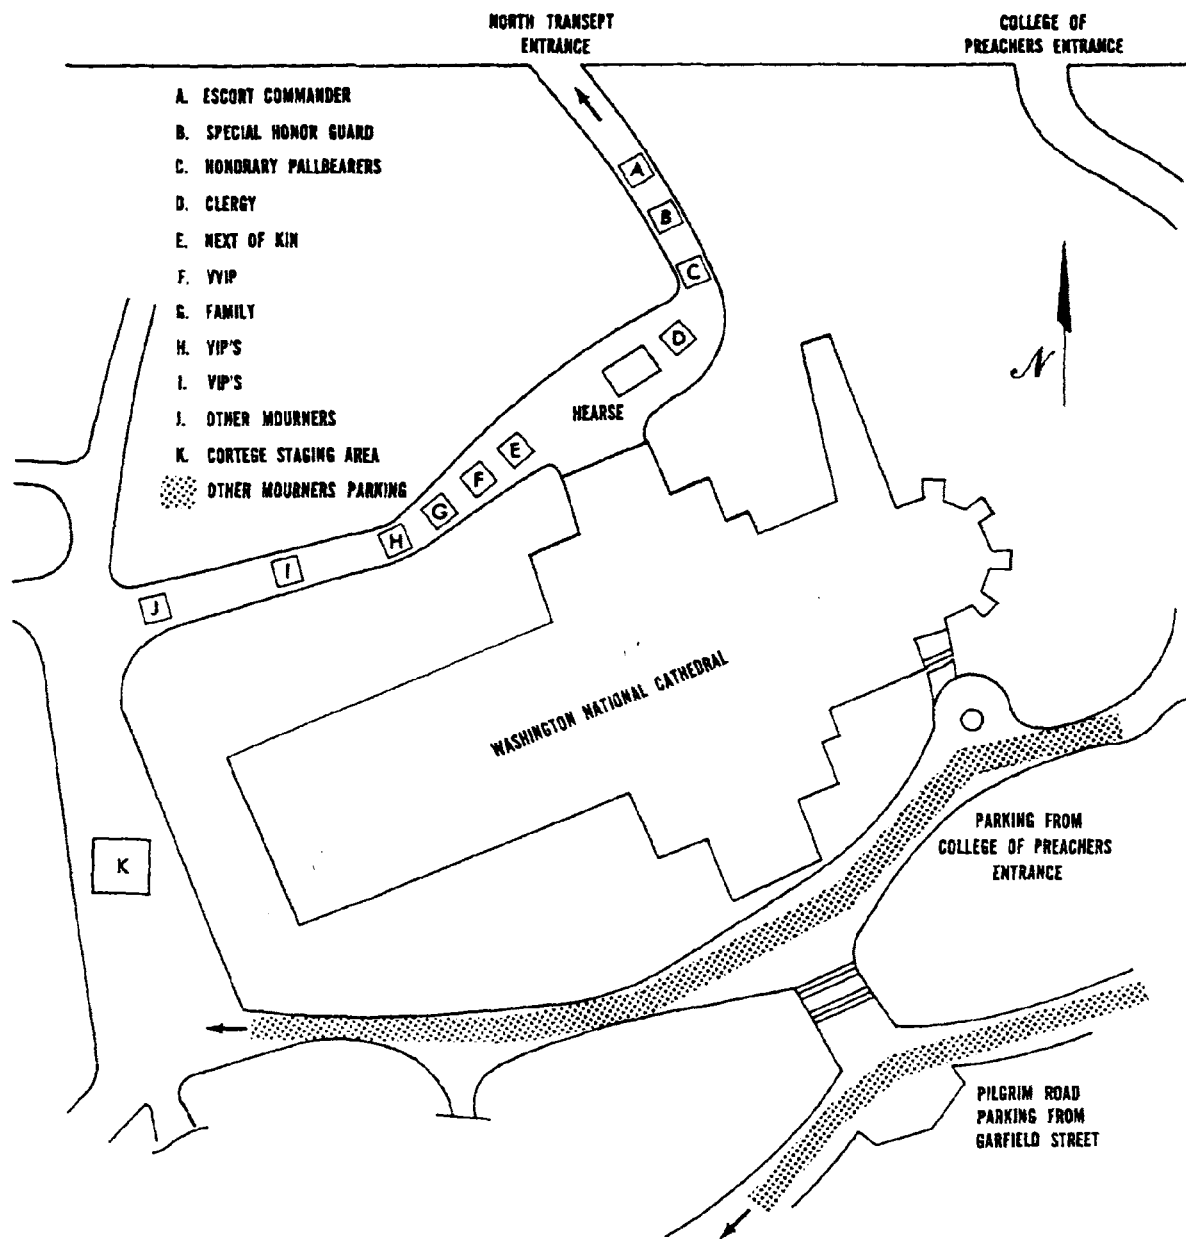 NORTH TRANSEPT
ENTRANCE
COLLEGE OF
PREACHERS ENTRANCE
A. ESCORT COMMANDER
B. SPECIAL HONOR GUARD
C. HONORARY PALLBEARERS
D. CLERGY
E. NEXT OF KIN
F. VVIP
G. FAMILY
H. VIP'S
I. VIP'S
J. OTHER MOURNERS
K. CORTEGE STAGING AREA
OTHER MOURNERS PARKING
A
B
C
D
HEARSE
E
F
G
H
I
J
K
N
WASHINGTON NATIONAL CATHEDRAL
PARKING FROM
COLLEGE OF PREACHERS
ENTRANCE
PILGRIM ROAD
PARKING FROM
GARFIELD STREET